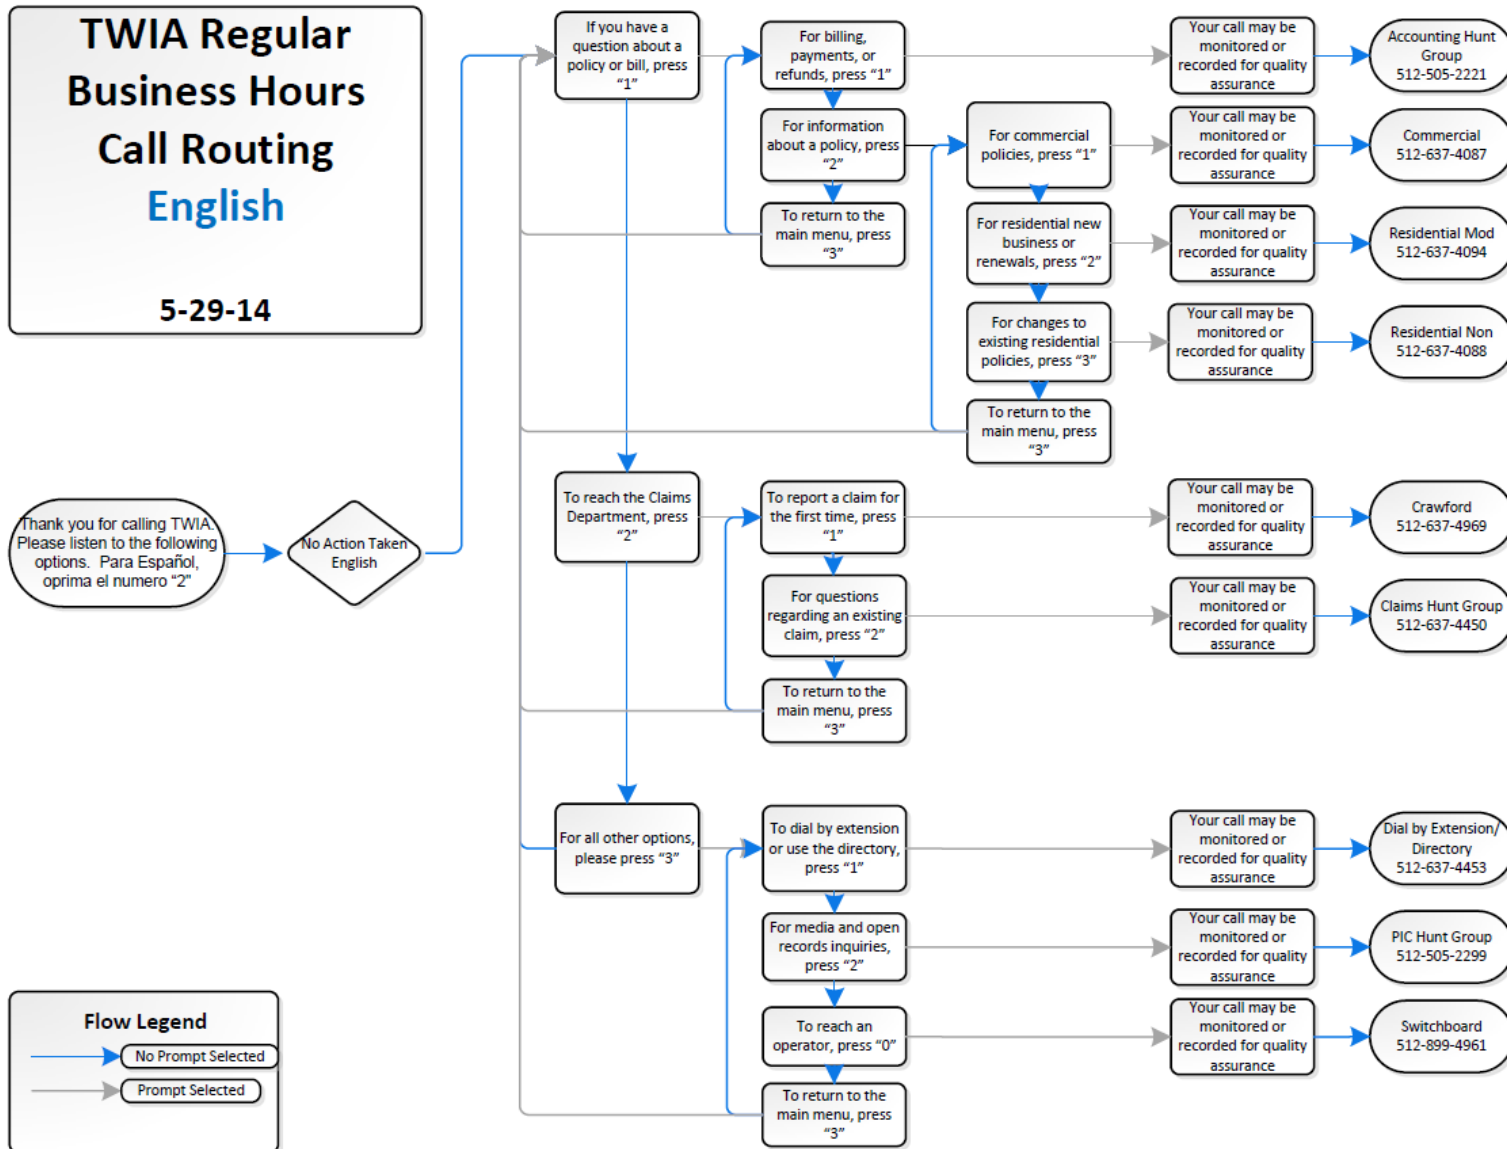 TWIA Regular
Business Hours
Call Routing
English
5-29-14
Thank you for calling TWIA.
Please listen to the following
options.  Para Español,
oprima el numero “2”
No Action Taken
English
If you have a
question about a
policy or bill, press
“1”
For billing,
payments, or
refunds, press “1”
Your call may be
monitored or
recorded for quality
assurance
Accounting Hunt
Group
512-505-2221
For information
about a policy, press
“2”
For commercial
policies, press “1”
Your call may be
monitored or
recorded for quality
assurance
Commercial
512-637-4087
To return to the
main menu, press
“3”
For residential new
business or
renewals, press “2”
Your call may be
monitored or
recorded for quality
assurance
Residential Mod
512-637-4094
For changes to
existing residential
policies, press “3”
Your call may be
monitored or
recorded for quality
assurance
Residential Non
512-637-4088
To return to the
main menu, press
“3”
To reach the Claims
Department, press
“2”
To report a claim for
the first time, press
“1”
Your call may be
monitored or
recorded for quality
assurance
Crawford
512-637-4969
For questions
regarding an existing
claim, press “2”
Your call may be
monitored or
recorded for quality
assurance
Claims Hunt Group
512-637-4450
To return to the
main menu, press
“3”
For all other options,
please press “3”
To dial by extension
or use the directory,
press “1”
Your call may be
monitored or
recorded for quality
assurance
Dial by Extension/
Directory
512-637-4453
For media and open
records inquiries,
press “2”
Your call may be
monitored or
recorded for quality
assurance
PIC Hunt Group
512-505-2299
To reach an
operator, press “0”
Your call may be
monitored or
recorded for quality
assurance
Switchboard
512-899-4961
To return to the
main menu, press
“3”
Flow Legend
No Prompt Selected
Prompt Selected